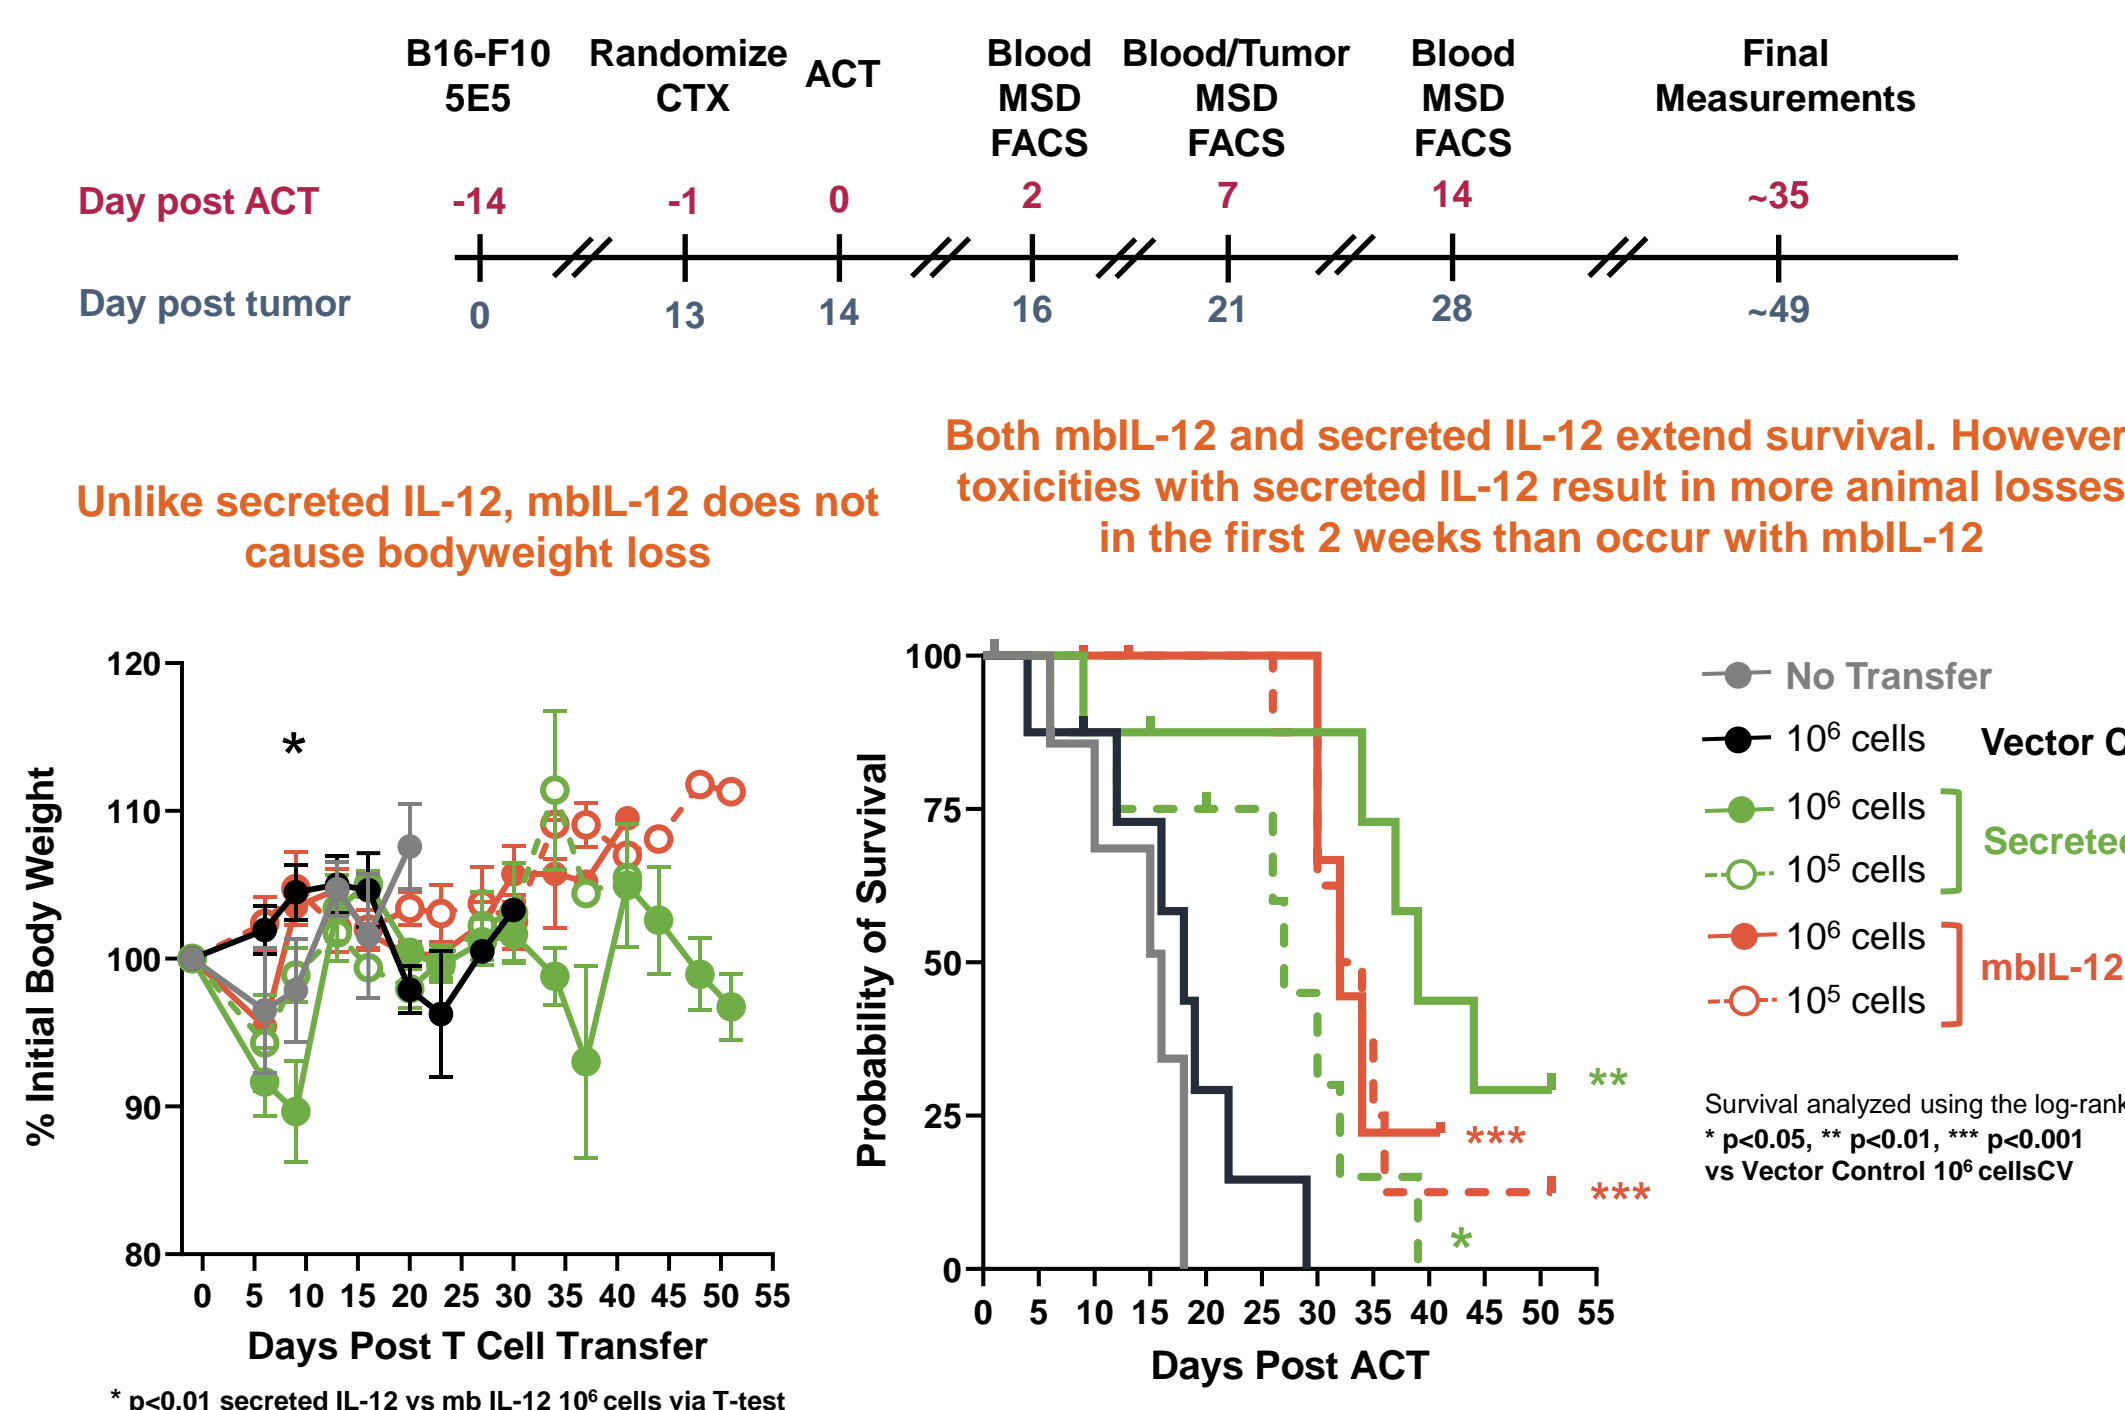 B16-F10
5E5
Randomize
CTX
ACT
Blood
MSD
FACS
Blood/Tumor
MSD
FACS
Blood
MSD
FACS
Final
Measurements
Day post ACT
-14 -1 0 2 7 14 ~35
Day post tumor
0 13 14 16 21 28 ~49
Unlike secreted IL-12, mbIL-12 does not
cause bodyweight loss
Both mbIL-12 and secreted IL-12 extend survival. However
toxicities with secreted IL-12 result in more animal losses
in the first 2 weeks than occur with mbIL-12
% Initial Body Weight
120
110
100
90
80
*
0 5 10 15 20 25 30 35 40 45 50 55
Days Post T Cell Transfer
* p<0.01 secreted IL-12 vs mb IL-12 10⁶ cells via T-test
Probability of Survival
100
75
50
25
0
**
***
***
*
0 5 10 15 20 25 30 35 40 45 50 55
Days Post ACT
No Transfer
10⁶ cells Vector C
10⁶ cells
Secreted
10⁵ cells
10⁶ cells
mbIL-12
10⁵ cells
Survival analyzed using the log-rank
* p<0.05, ** p<0.01, *** p<0.001
vs Vector Control 10⁶ cellsCV